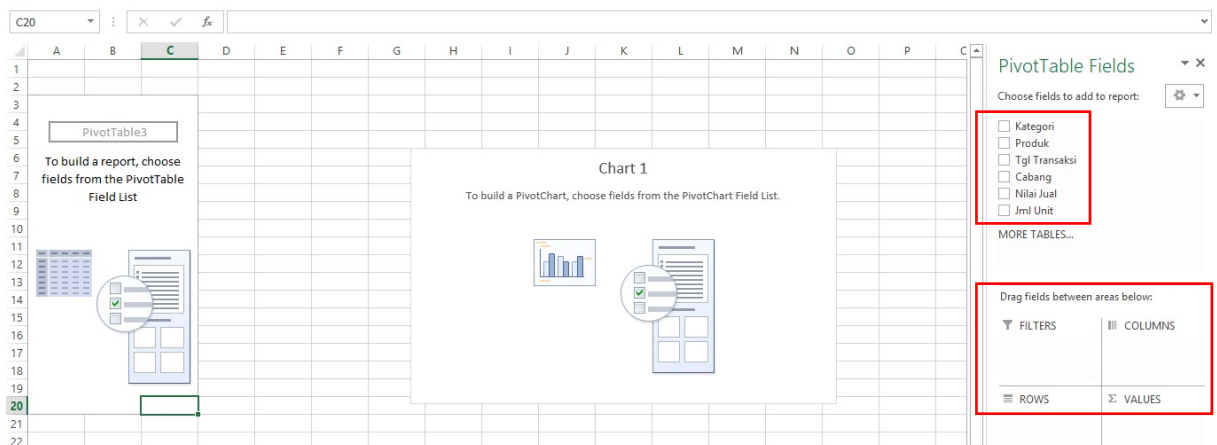 C20
fx
A B C D E F G H I J K L M N O P C
1
2
3
4
5
6
7
8
9
10
11
12
13
14
15
16
17
18
19
20
21
22
PivotTable3
To build a report, choose
fields from the PivotTable
Field List
Chart 1
To build a PivotChart, choose fields from the PivotChart Field List.
PivotTable Fields
Choose fields to add to report:
Kategori
Produk
Tgl Transaksi
Cabang
Nilai Jual
Jml Unit
MORE TABLES...
Drag fields between areas below:
FILTERS
COLUMNS
ROWS
Σ VALUES